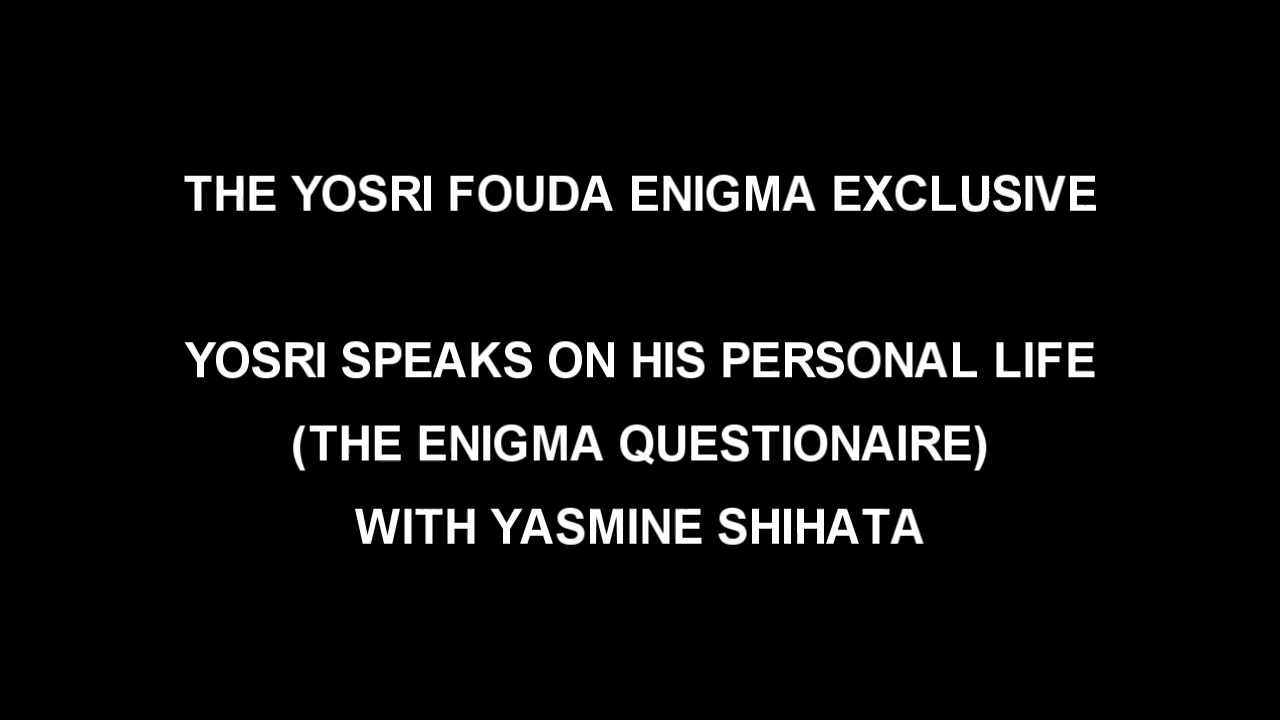 THE YOSRI FOUDA ENIGMA EXCLUSIVE
YOSRI SPEAKS ON HIS PERSONAL LIFE
(THE ENIGMA QUESTIONAIRE)
WITH YASMINE SHIHATA